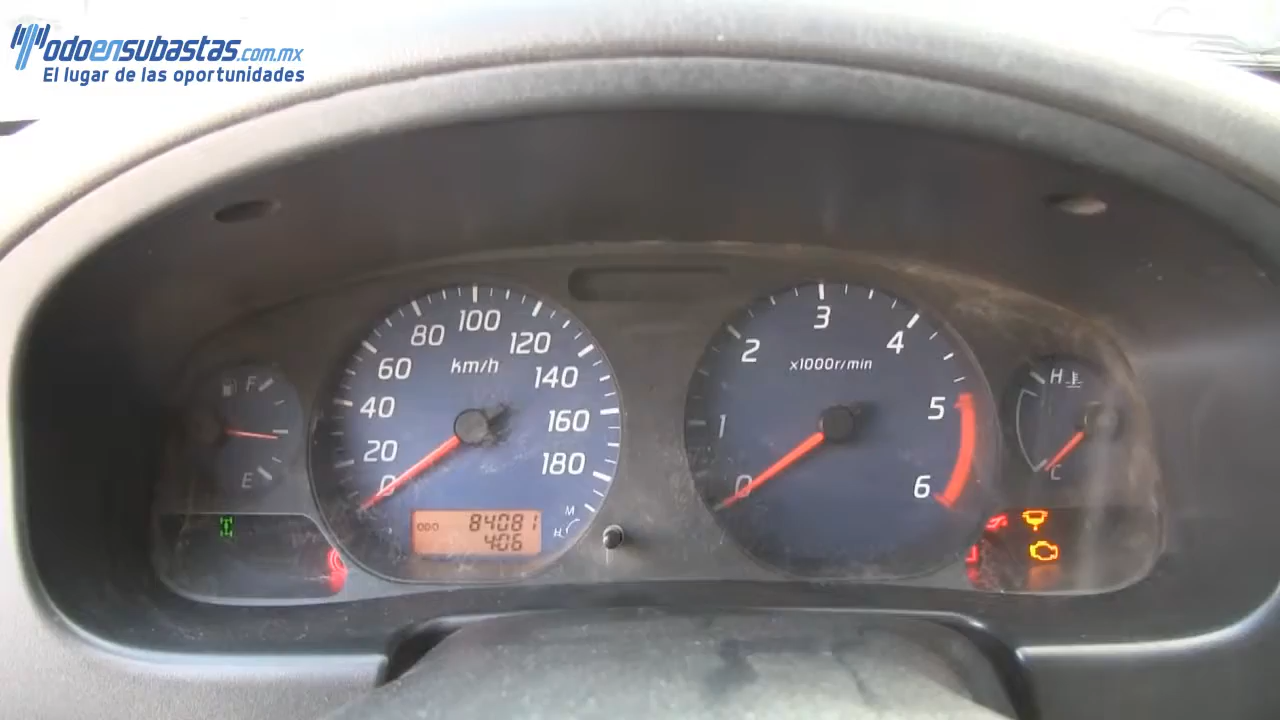 Todoensubastas.com.mx
El lugar de las oportunidades
F
E
0
20
40
60
80
100
120
140
160
180
km/h
ODO 84081
406
M
H
0
1
2
3
4
5
6
x1000r/min
H
C